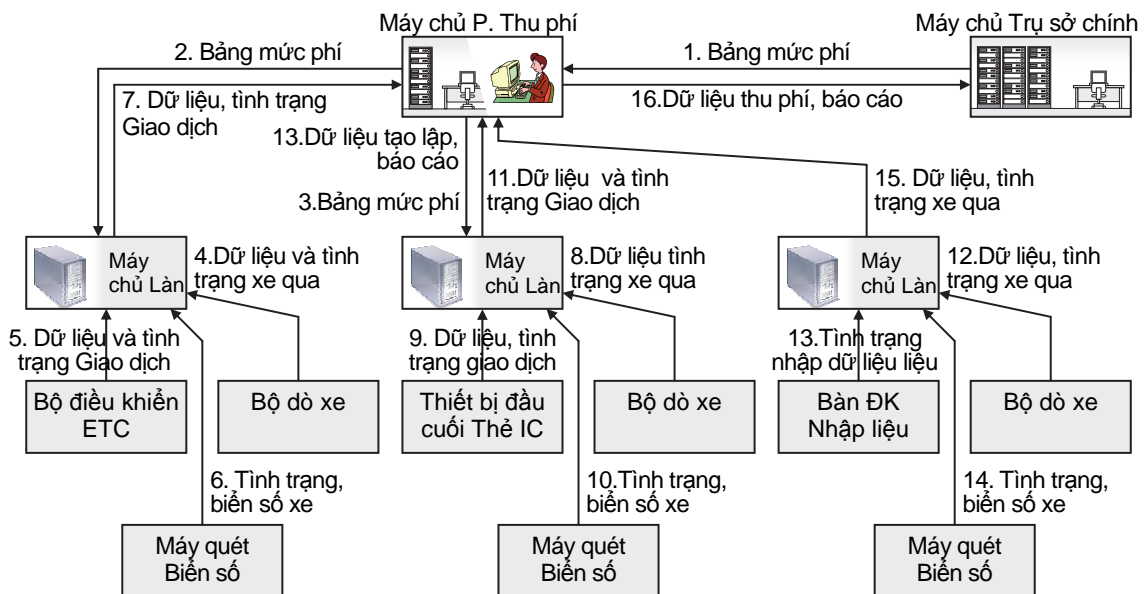 Máy chủ P. Thu phí
Máy chủ Trụ sở chính
2. Bảng mức phí
1. Bảng mức phí
7. Dữ liệu, tình trạng
Giao dịch
16.Dữ liệu thu phí, báo cáo
13.Dữ liệu tạo lập,
báo cáo
11.Dữ liệu và tình
trạng Giao dịch
15. Dữ liệu, tình
trạng xe qua
3.Bảng mức phí
Máy
chủ Làn
4.Dữ liệu và tình
trạng xe qua
Máy
chủ Làn
8.Dữ liệu tình
trạng xe qua
Máy
chủ Làn
12.Dữ liệu, tình
trạng xe qua
5. Dữ liệu và tình
trạng Giao dịch
9. Dữ liệu, tình
trạng giao dịch
13.Tình trạng
nhập dữ liệu liệu
Bộ điều khiển
ETC
Bộ dò xe
Thiết bị đầu
cuối Thẻ IC
Bộ dò xe
Bàn ĐK
Nhập liệu
Bộ dò xe
6. Tình trạng,
biển số xe
10.Tình trạng,
biển số xe
14. Tình trạng,
biển số xe
Máy quét
Biển số
Máy quét
Biển số
Máy quét
Biển số